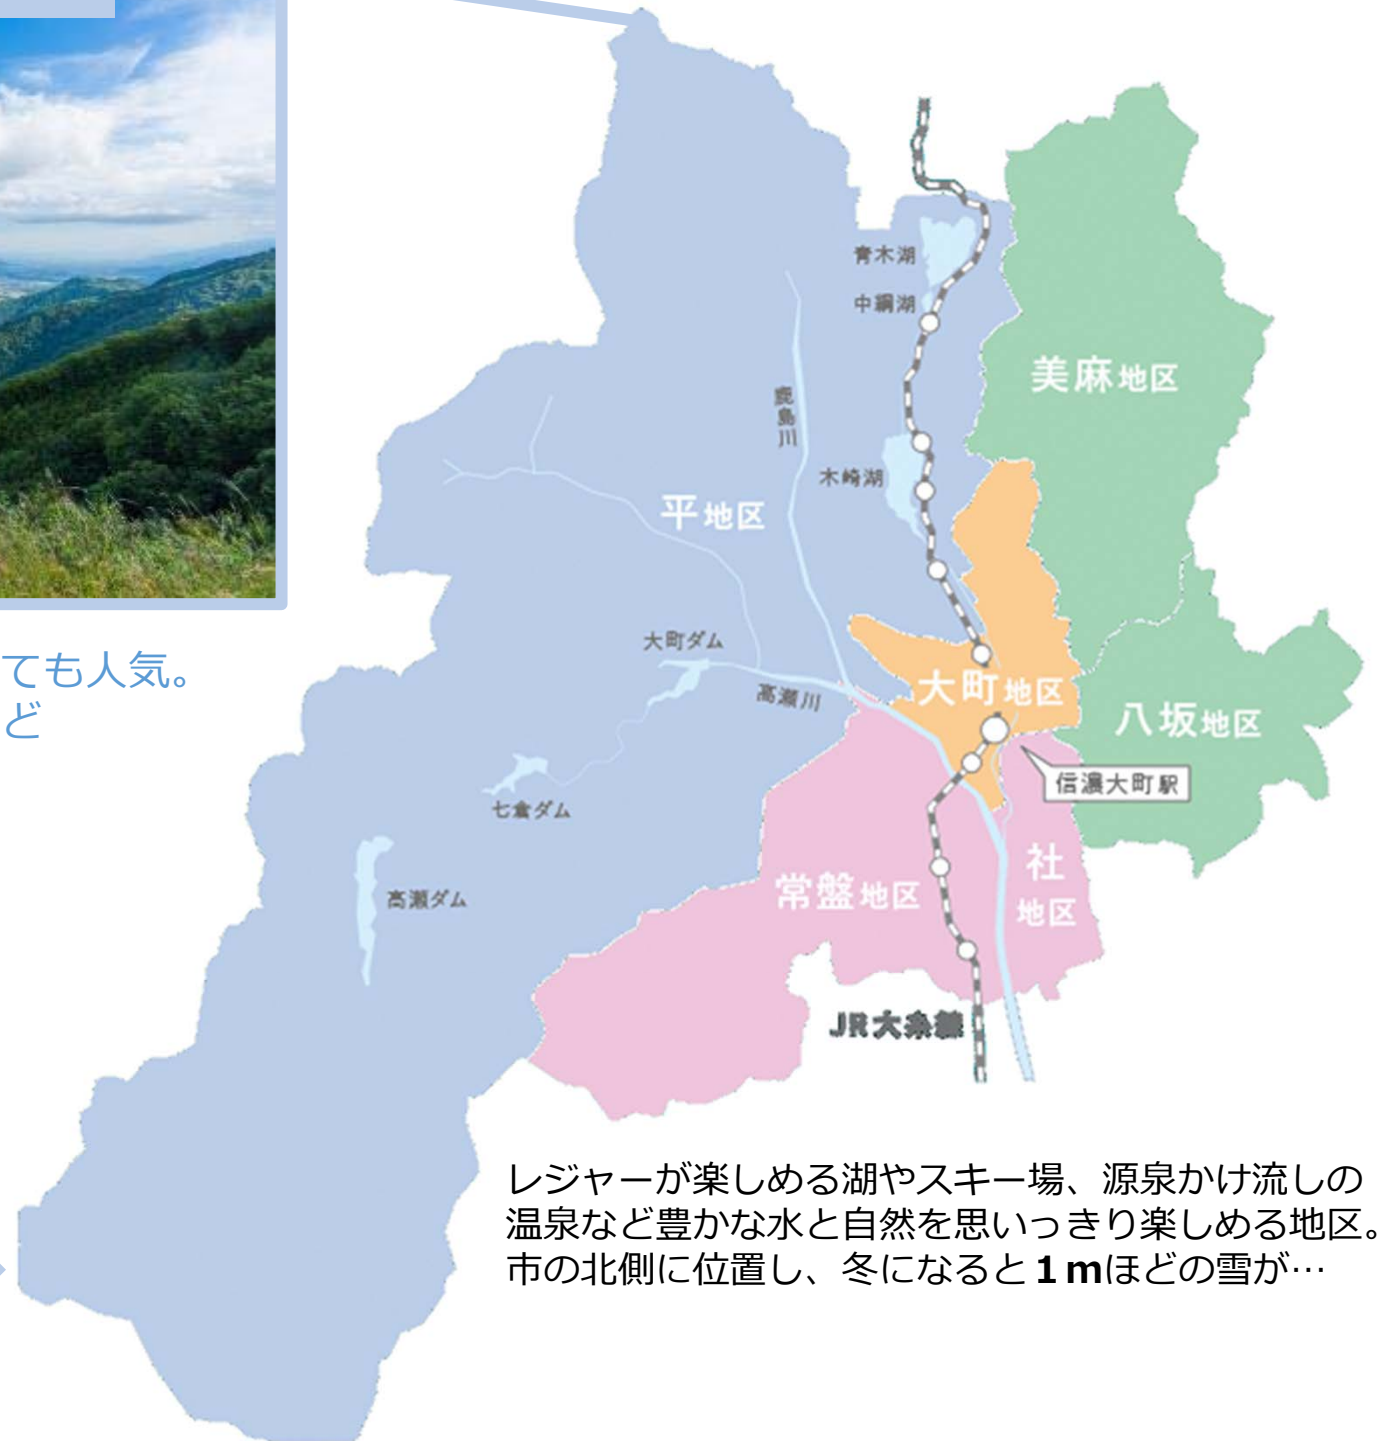 青木湖
中綱湖
美麻地区
鹿島川
木崎湖
平地区
ても人気。
ど
大町ダム
高瀬川
大町地区
八坂地区
信濃大町駅
七倉ダム
高瀬ダム
常盤地区
社
地区
JR大糸線
レジャーが楽しめる湖やスキー場、源泉かけ流しの
温泉など豊かな水と自然を思いっきり楽しめる地区。
市の北側に位置し、冬になると1mほどの雪が…